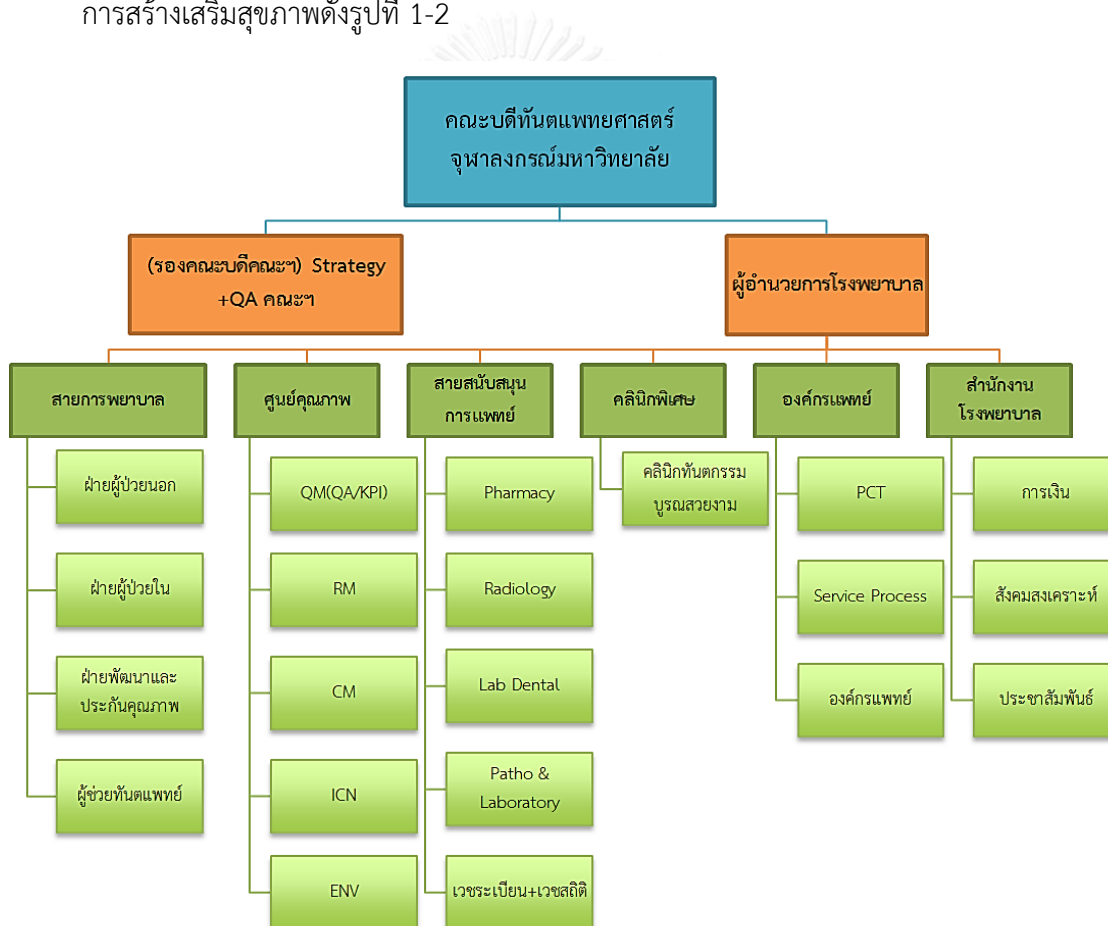 การสร้างเสริมสุขภาพดังรูปที่ 1-2
คณะบดีทันตแพทยศาสตร์
จุฬาลงกรณ์มหาวิทยาลัย
(รองคณะบดีคณะฯ) Strategy
+QA คณะฯ
ผู้อำนวยการโรงพยาบาล
สายการพยาบาล
ศูนย์คุณภาพ
สายสนับสนุน
การแพทย์
คลินิกพิเศษ
องค์กรแพทย์
สำนักงาน
โรงพยาบาล
ฝ่ายผู้ป่วยนอก
ฝ่ายผู้ป่วยใน
ฝ่ายพัฒนาและ
ประกันคุณภาพ
ผู้ช่วยทันตแพทย์
QM(QA/KPI)
RM
CM
ICN
ENV
Pharmacy
Radiology
Lab Dental
Patho &
Laboratory
เวชระเบียน+เวชสถิติ
คลินิกทันตกรรม
บูรณสวยงาม
PCT
Service Process
องค์กรแพทย์
การเงิน
สังคมสงเคราะห์
ประชาสัมพันธ์